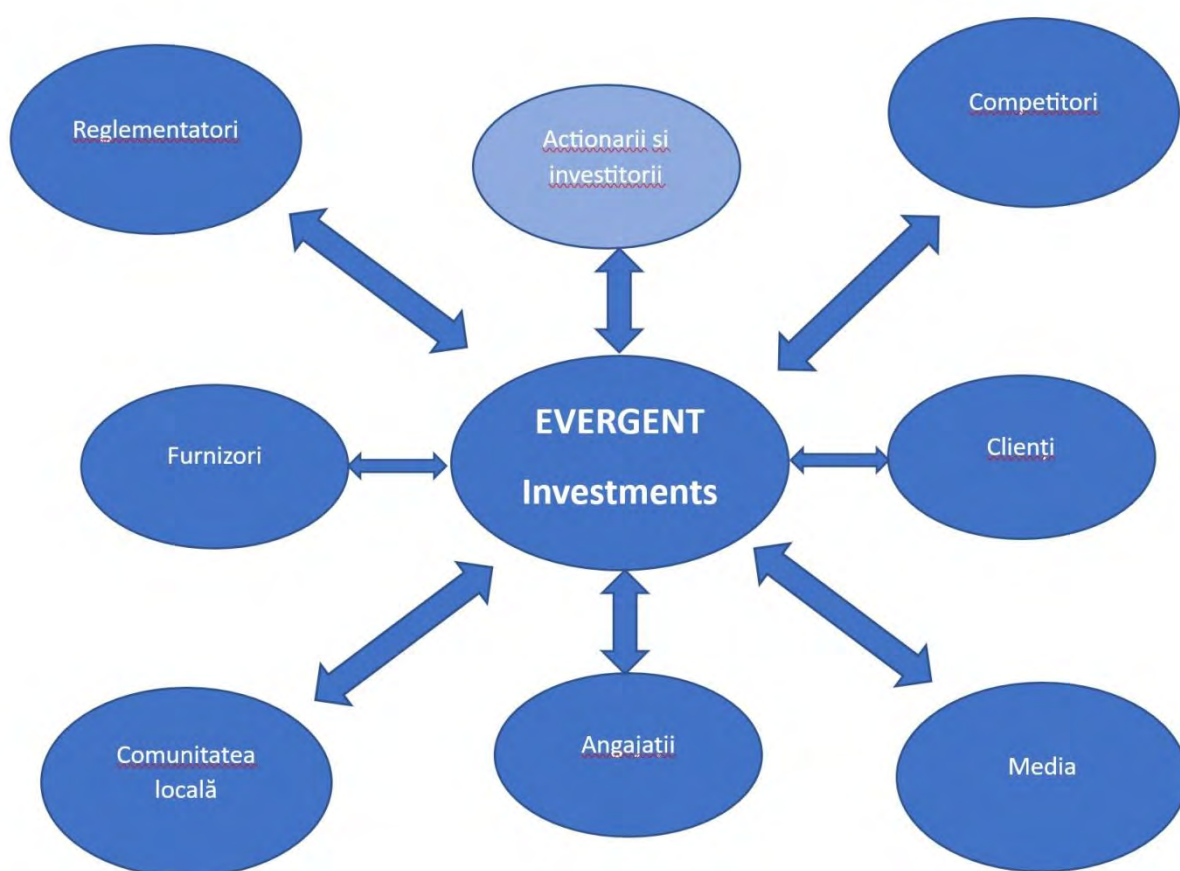 Reglementatori
Actionarii si
investitorii
Competitori
Furnizori
EVERGENT
Investments
Clienți
Comunitatea
locală
Angajatii
Media